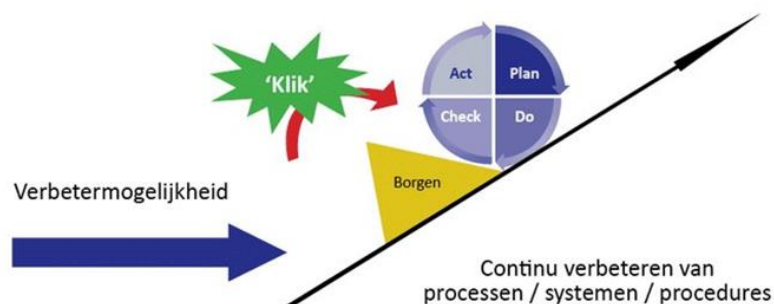 ‘Klik’
Act
Plan
Check
Do
Borgen
Verbetermogelijkheid
Continu verbeteren van
processen / systemen / procedures